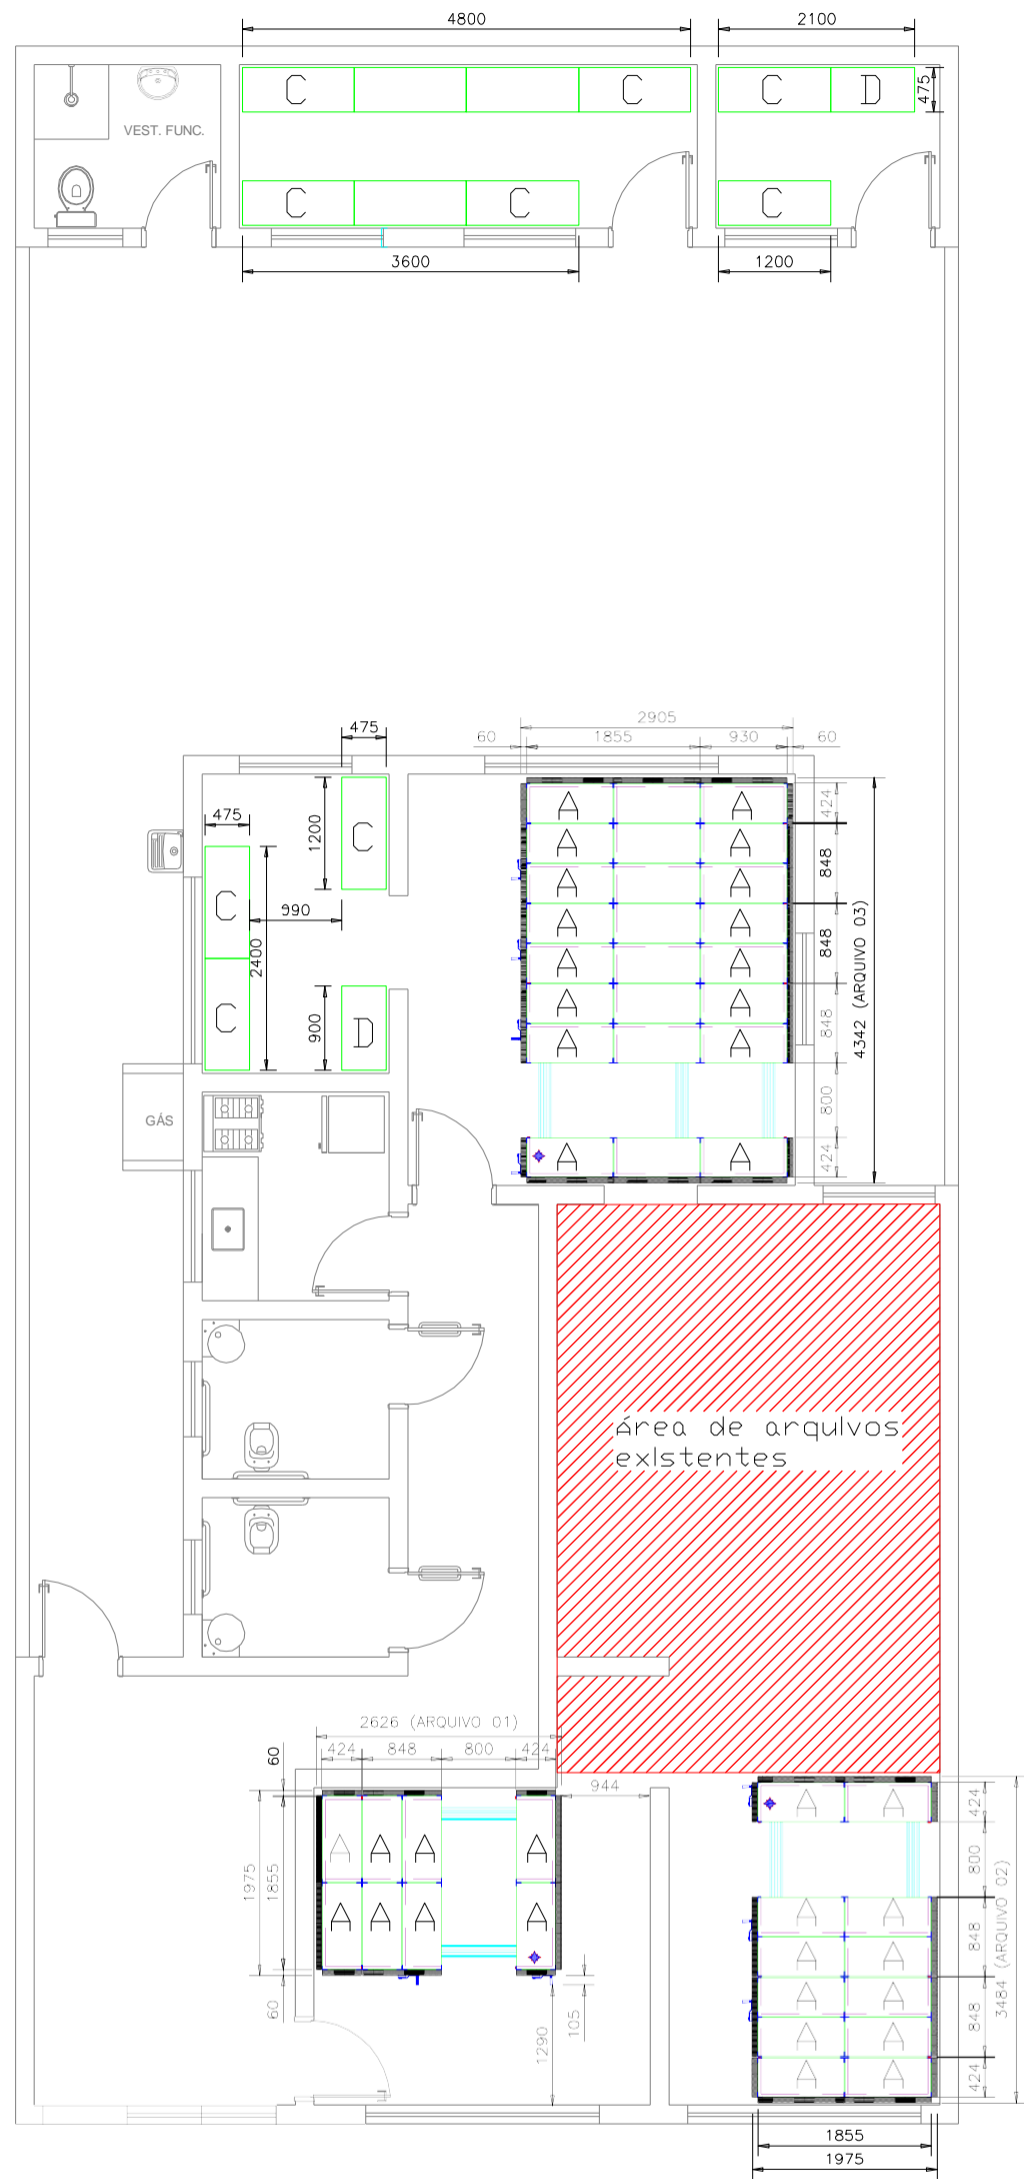 4800
2100
C C C D
475
VEST. FUNC.
C C C
3600
1200
2905
60 1855 930 60
475
475
1200
C
990
2400
C
C
900
D
A A
A A
A A
A A
A A
A A
A A
A A
424
848
848
848
800
424
4342 (ARQUIVO 03)
GÁS
Área de arquivos
existentes
2626 (ARQUIVO 01)
424 848 800 424
60
944
1975
1855
A A A A
A A A A
60
1290
105
A A
A A
A A
A A
A A
A A
424
800
848
848
424
3484 (ARQUIVO 02)
1855
1975